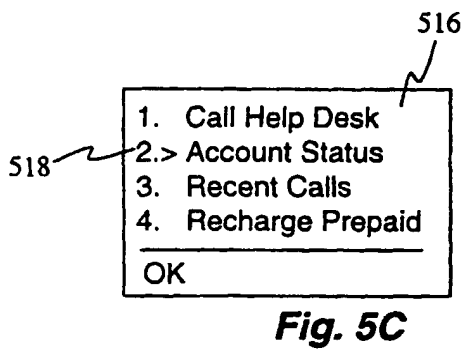 516
1. Call Help Desk
518 2.> Account Status
3. Recent Calls
4. Recharge Prepaid
OK
Fig. 5C